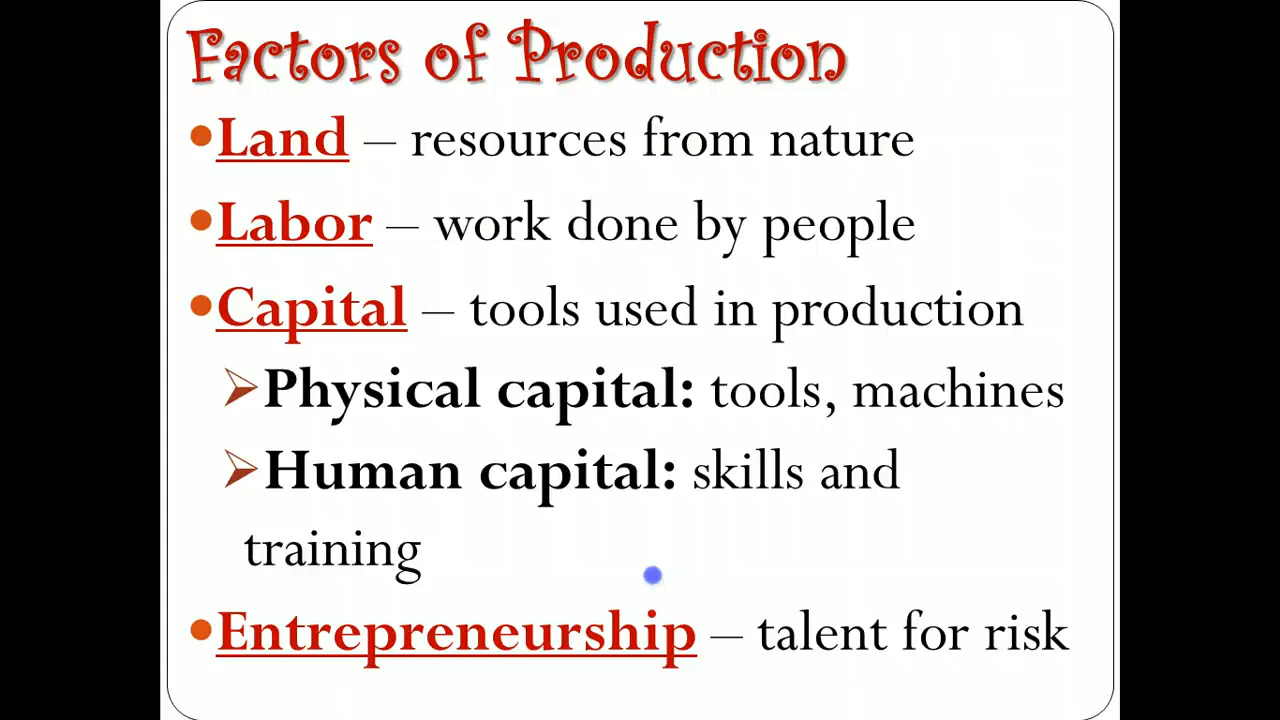 Factors of Production
•Land – resources from nature
•Labor – work done by people
•Capital – tools used in production
➢Physical capital: tools, machines
➢Human capital: skills and
training
•Entrepreneurship – talent for risk